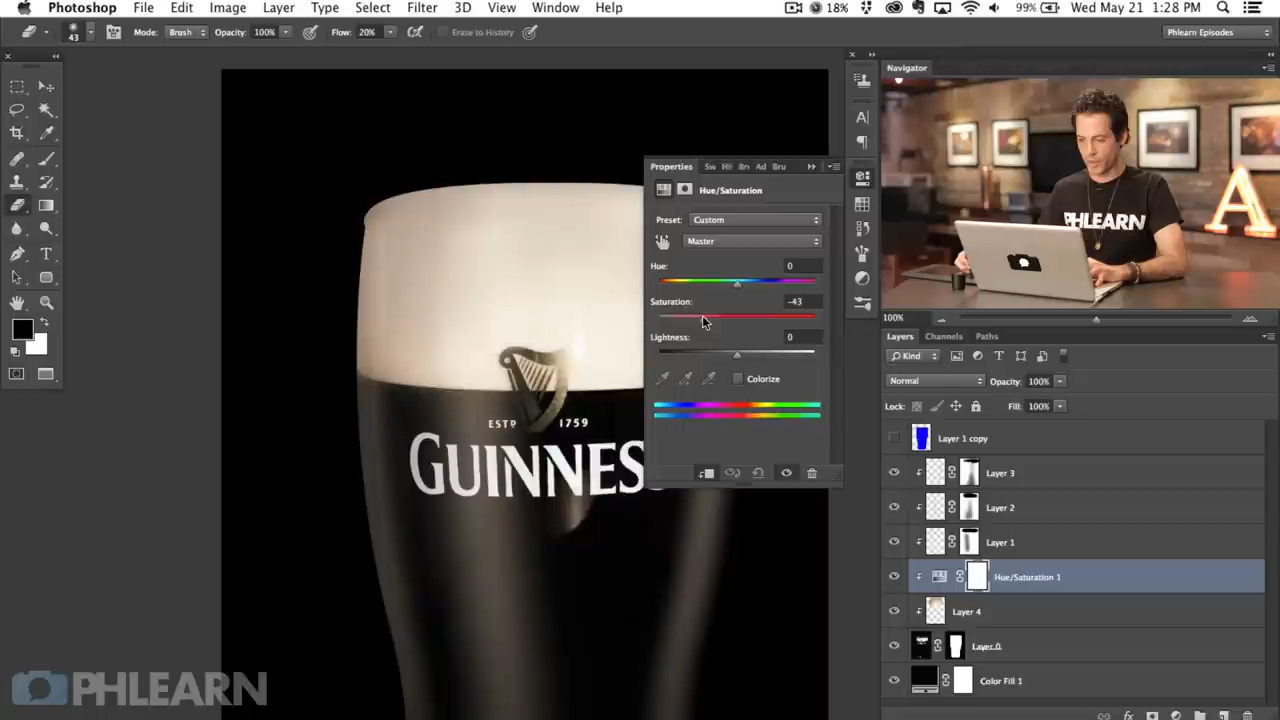 Photoshop File Edit Image Layer Type Select Filter 3D View Window Help 18% 99% Wed May 21 1:28 PM
43 Mode: Brush Opacity: 100% Flow: 20% Erase to History Phlearn Episodes
Navigator
PHLEARN
A
100%
Properties Sw Bn Ad Bru
Hue/Saturation
Preset: Custom
Master
Hue: 0
Saturation: -43
Lightness: 0
Colorize
ESTD 1759
GUINNES
Layers Channels Paths
Kind
Normal Opacity: 100%
Lock: Fill: 100%
Layer 1 copy
Layer 3
Layer 2
Layer 1
Hue/Saturation 1
Layer 4
Layer 0
Color Fill 1
PHLEARN